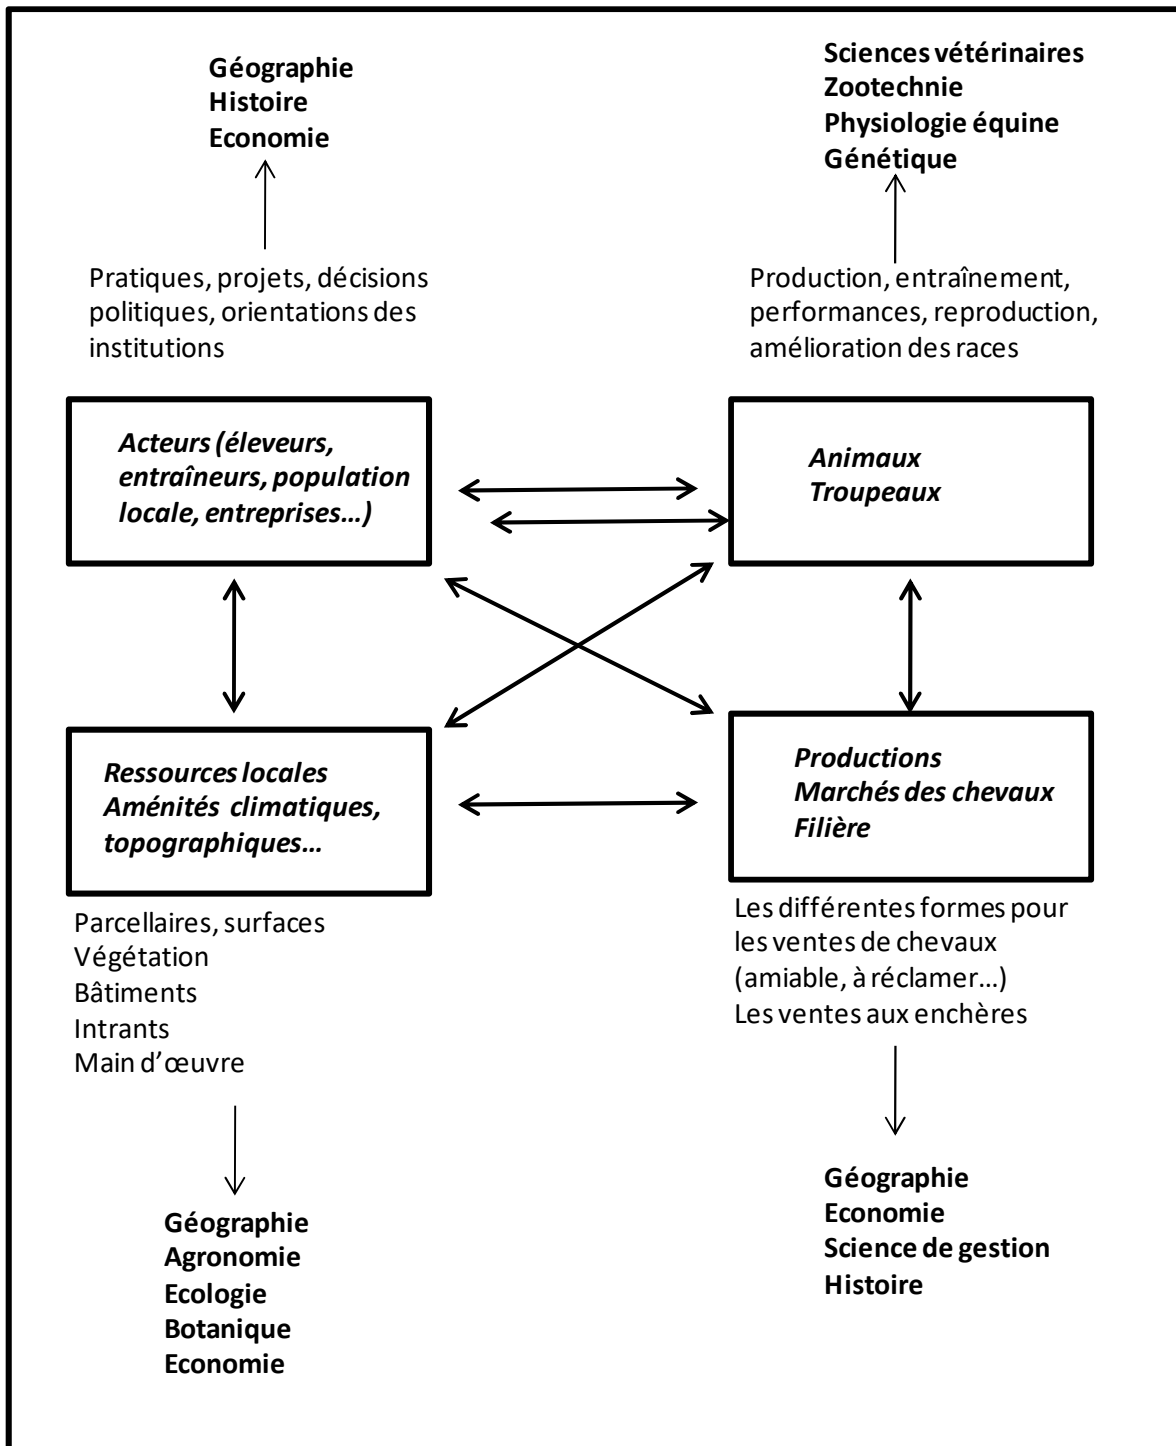 Géographie
Histoire
Economie
Sciences vétérinaires
Zootechnie
Physiologie équine
Génétique
Pratiques, projets, décisions
politiques, orientations des
institutions
Production, entraînement,
performances, reproduction,
amélioration des races
Acteurs (éleveurs,
entraîneurs, population
locale, entreprises…)
Animaux
Troupeaux
Ressources locales
Aménités climatiques,
topographiques…
Productions
Marchés des chevaux
Filière
Parcellaires, surfaces
Végétation
Bâtiments
Intrants
Main d’œuvre
Les différentes formes pour
les ventes de chevaux
(amiable, à réclamer…)
Les ventes aux enchères
Géographie
Agronomie
Ecologie
Botanique
Economie
Géographie
Economie
Science de gestion
Histoire